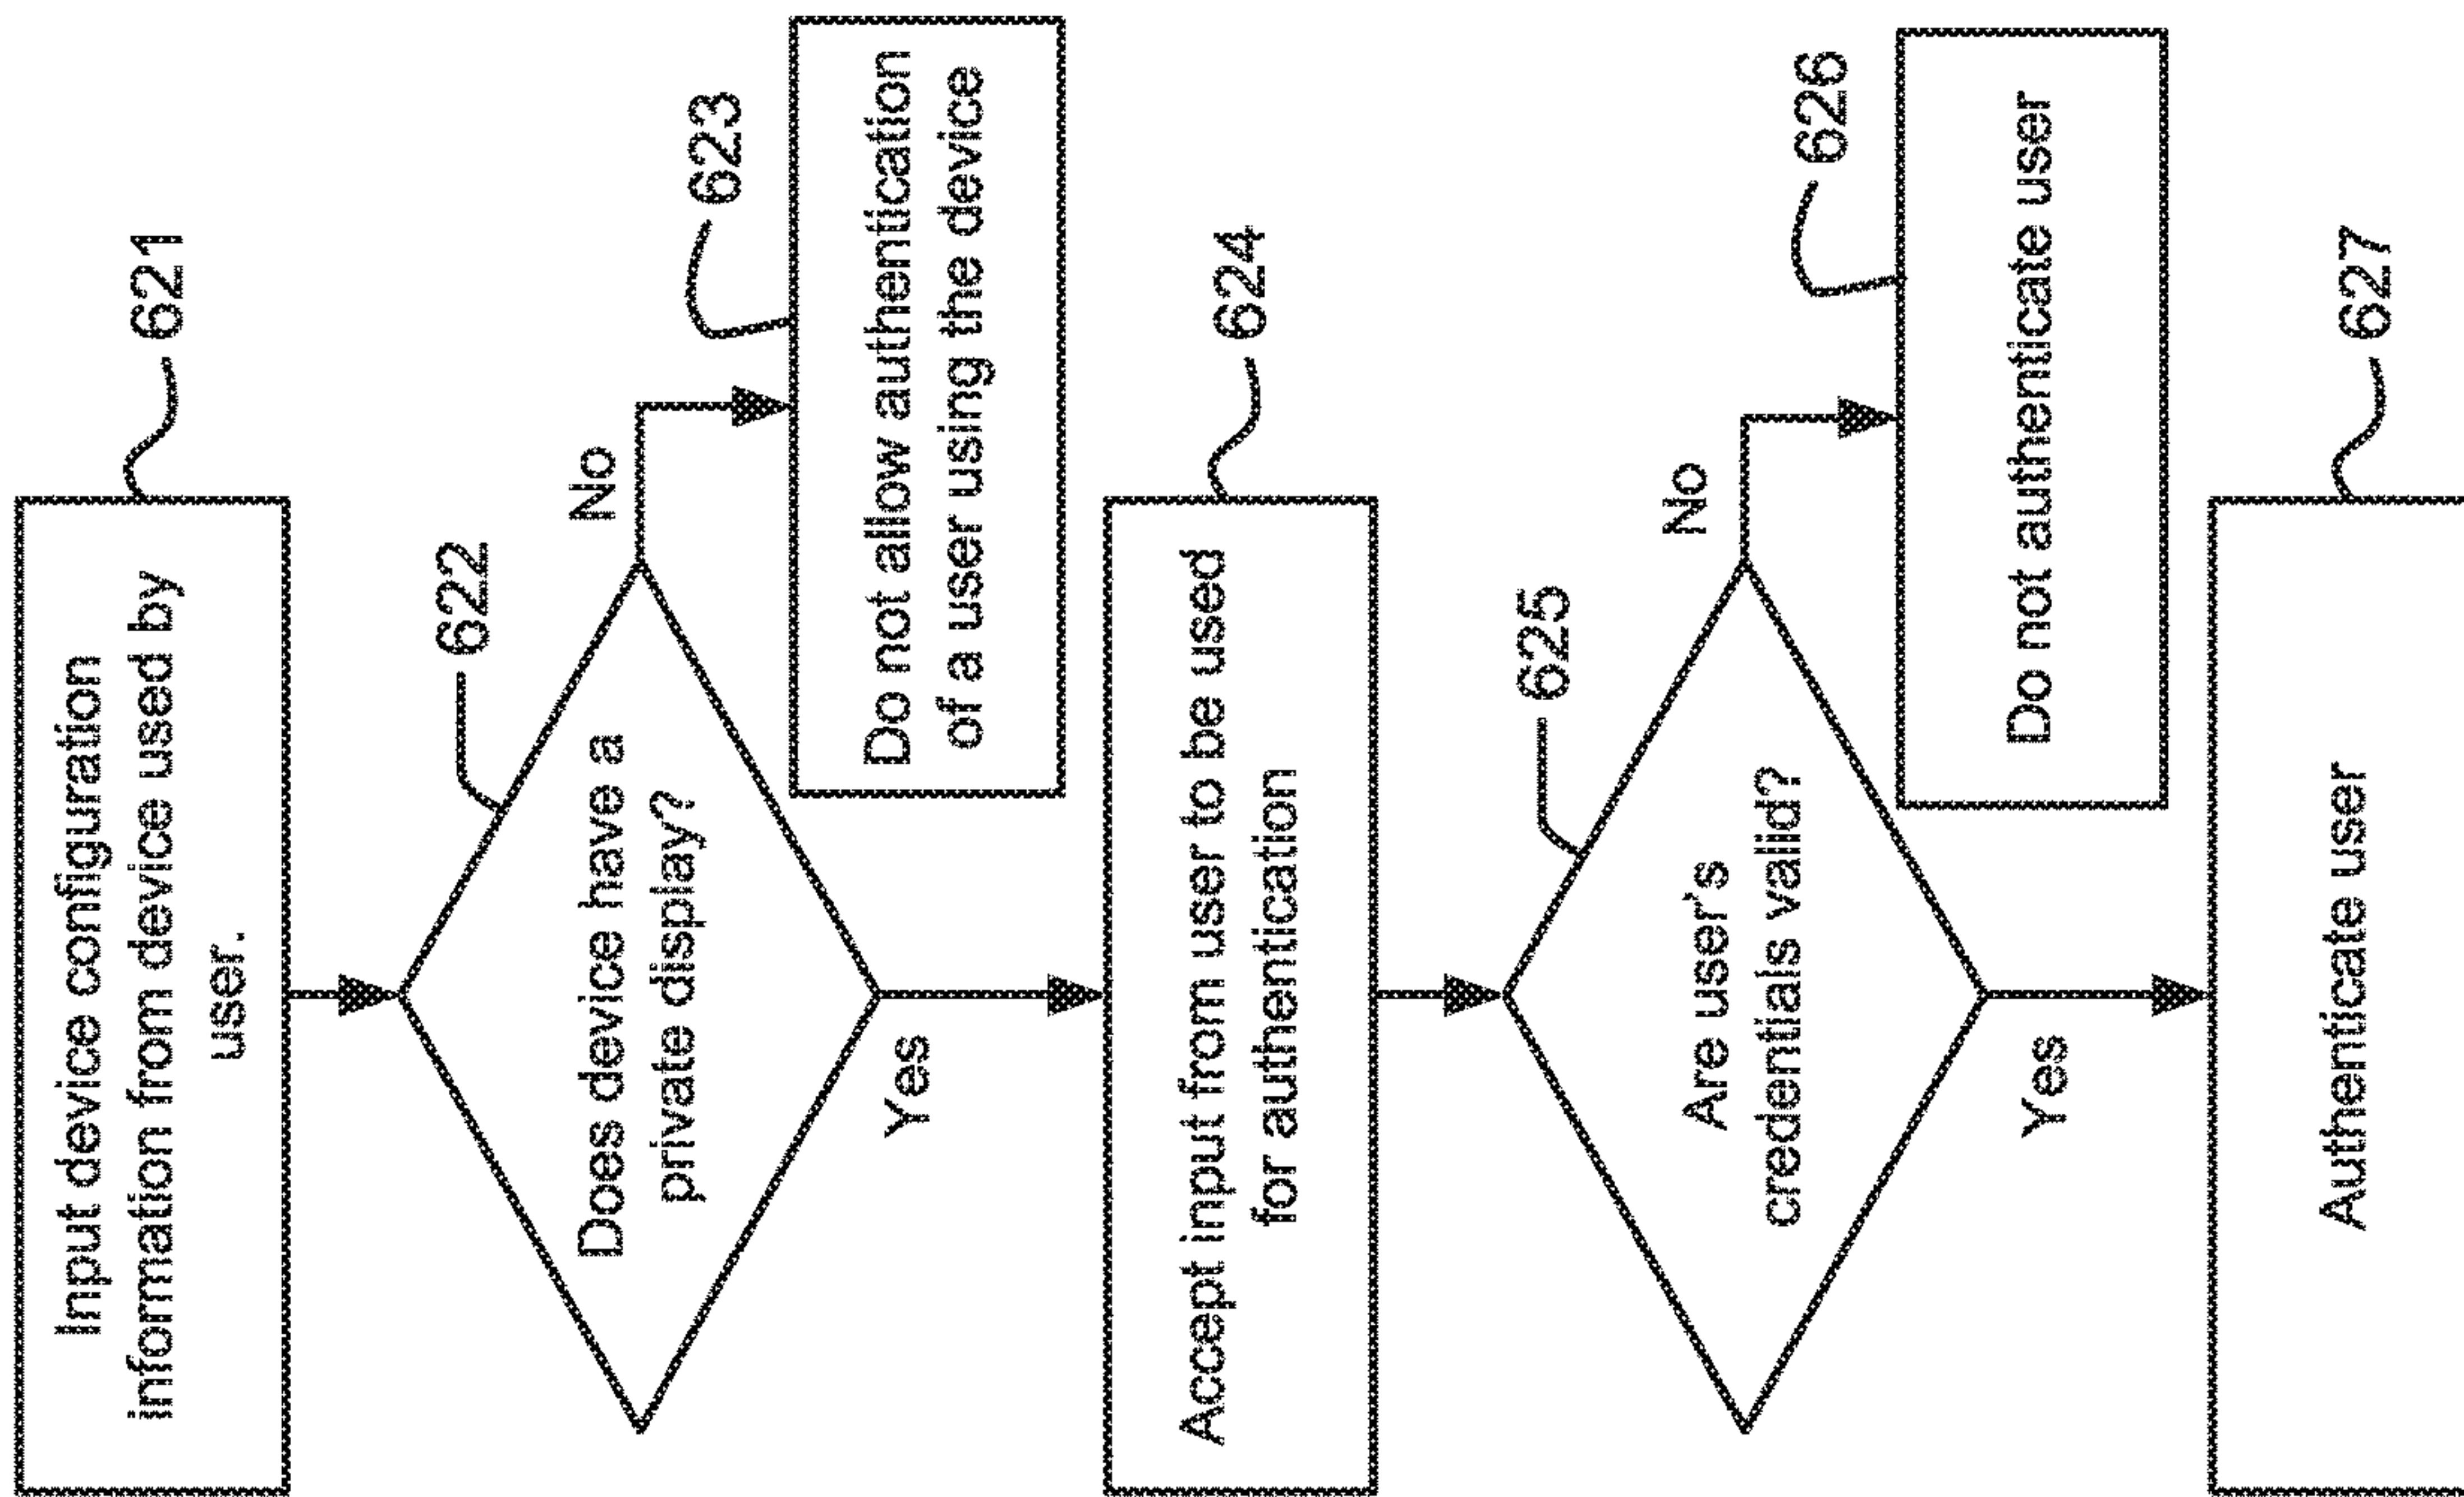 Input device configuration
information from device used by
user.
621
Does device have a
private display?
622
No
Do not allow authentication
of a user using the device
623
Yes
Accept input from user to be used
for authentication
624
Are user's
credentials valid?
625
No
Do not authenticate user
626
Yes
Authenticate user
627